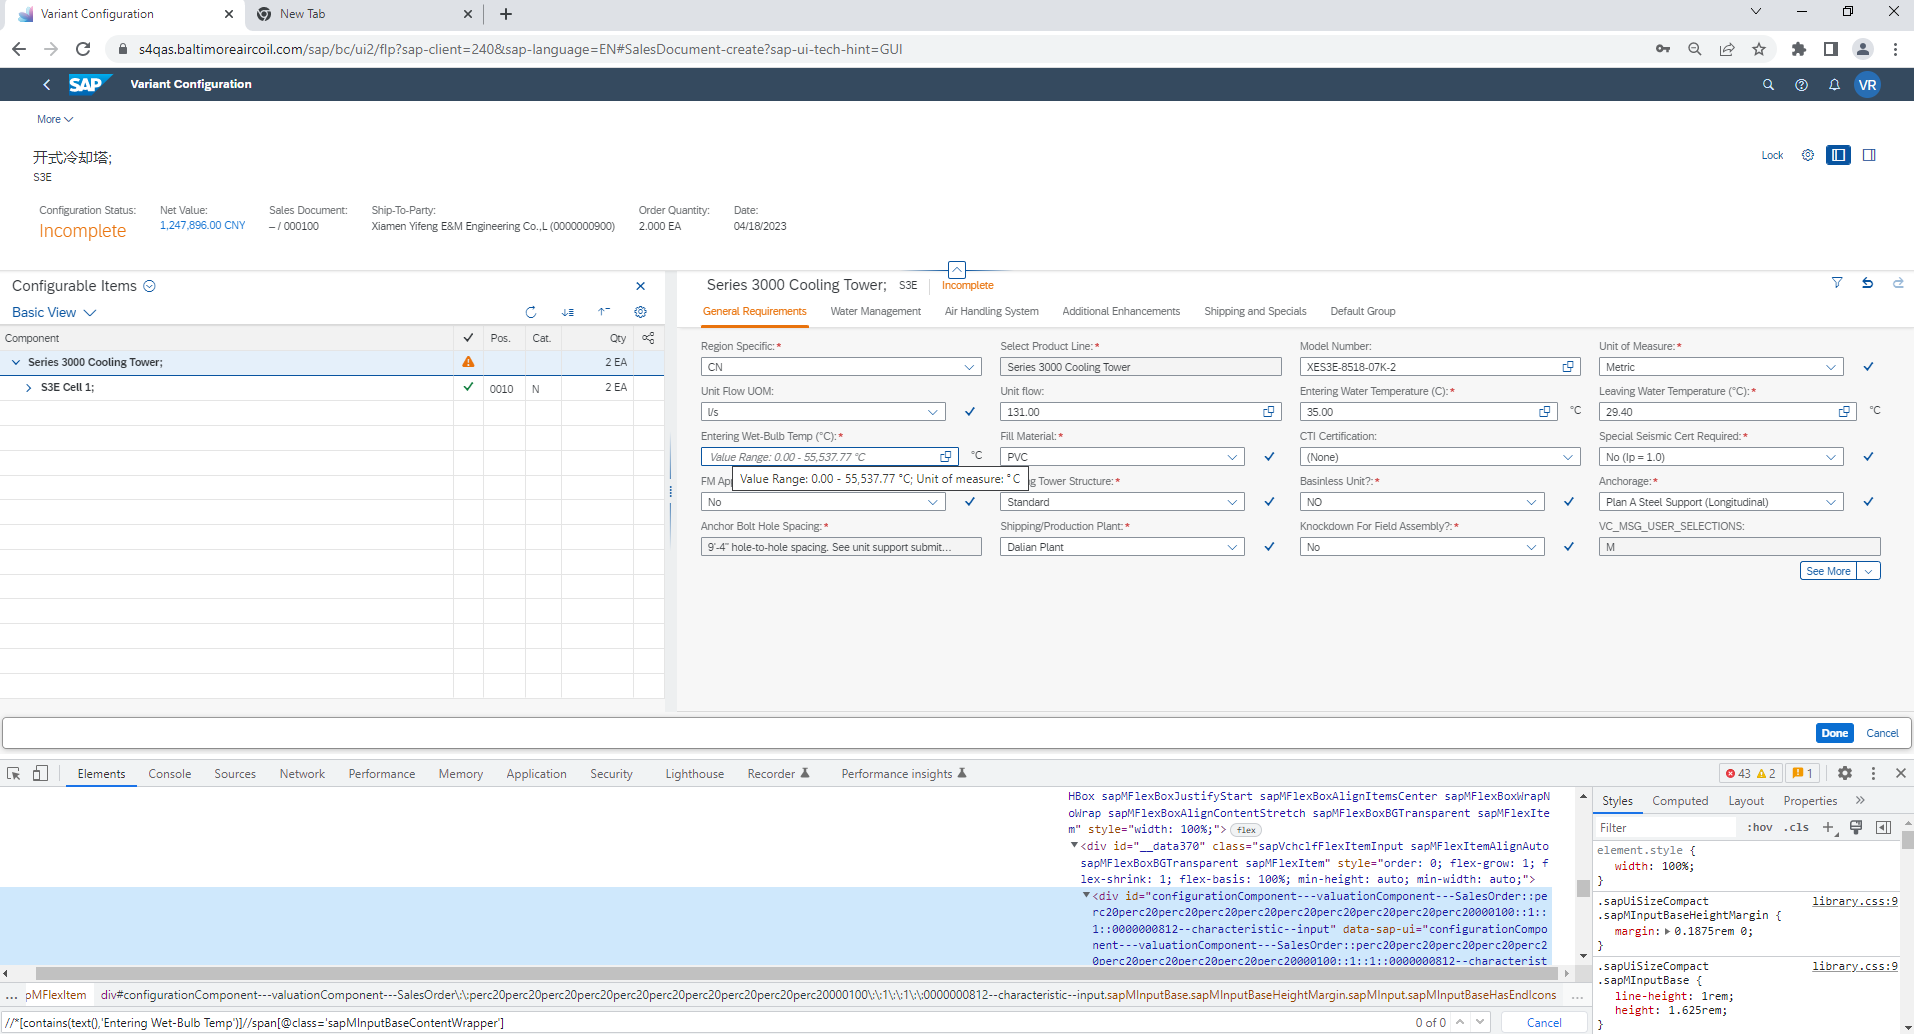 Variant Configuration
New Tab
s4qas.baltimoreaircoil.com/sap/bc/ui2/flp?sap-client=240&sap-language=EN#SalesDocument-create?sap-ui-tech-hint=GUI
SAP Variant Configuration
VR
More
开式冷却塔;
S3E
Lock
Configuration Status: Net Value: Sales Document: Ship-To-Party: Order Quantity: Date:
Incomplete 1,247,896.00 CNY – / 000100 Xiamen Yifeng E&M Engineering Co.,L (0000000900) 2.000 EA 04/18/2023
Configurable Items
Basic View
Component Pos. Cat. Qty
Series 3000 Cooling Tower; 2 EA
S3E Cell 1; 0010 N 2 EA
Series 3000 Cooling Tower; S3E Incomplete
General Requirements Water Management Air Handling System Additional Enhancements Shipping and Specials Default Group
Region Specific:* Select Product Line:* Model Number: Unit of Measure:*
CN Series 3000 Cooling Tower XES3E-8518-07K-2 Metric
Unit Flow UOM: Unit flow: Entering Water Temperature (C):* Leaving Water Temperature (°C):*
l/s 131.00 35.00 °C 29.40 °C
Entering Wet-Bulb Temp (°C):* Fill Material:* CTI Certification: Special Seismic Cert Required:*
Value Range: 0.00 - 55,537.77 °C °C PVC (None) No (Ip = 1.0)
Value Range: 0.00 - 55,537.77 °C; Unit of measure: °C
FM App g Tower Structure:* Basinless Unit?:* Anchorage:*
No Standard NO Plan A Steel Support (Longitudinal)
Anchor Bolt Hole Spacing:* Shipping/Production Plant:* Knockdown For Field Assembly?:* VC_MSG_USER_SELECTIONS:
9'-4" hole-to-hole spacing. See unit support submit... Dalian Plant No M
See More
Done Cancel
Elements Console Sources Network Performance Memory Application Security Lighthouse Recorder Performance insights 43 2 1
HBox sapMFlexBoxJustifyStart sapMFlexBoxAlignItemsCenter sapMFlexBoxWrapN
oWrap sapMFlexBoxAlignContentStretch sapMFlexBoxBGTransparent sapMFlexIte
m" style="width: 100%;"> flex
<div id="__data370" class="sapVchclfFlexItemInput sapMFlexItemAlignAuto
sapMFlexBoxBGTransparent sapMFlexItem" style="order: 0; flex-grow: 1; f
lex-shrink: 1; flex-basis: 100%; min-height: auto; min-width: auto;">
<div id="configurationComponent---valuationComponent---SalesOrder::pe
rc20perc20perc20perc20perc20perc20perc20perc20perc20perc20000100::1::
1::0000000812--characteristic--input" data-sap-ui="configurationCompo
nent---valuationComponent---SalesOrder::perc20perc20perc20perc20perc2
0perc20perc20perc20perc20perc20000100::1::1::0000000812--characterist
Styles Computed Layout Properties
Filter :hov .cls
element.style {
width: 100%;
}
.sapUiSizeCompact library.css:9
.sapMInputBaseHeightMargin {
margin: 0.1875rem 0;
}
.sapUiSizeCompact library.css:9
.sapMInputBase {
line-height: 1rem;
height: 1.625rem;
}
... pMFlexItem div#configurationComponent---valuationComponent---SalesOrder\:\:perc20perc20perc20perc20perc20perc20perc20perc20perc20perc20000100\:\:1\:\:1\:\:0000000812--characteristic--input.sapMInputBase.sapMInputBaseHeightMargin.sapMInput.sapMInputBaseHasEndIcons ...
//*[contains(text(),'Entering Wet-Bulb Temp')]//span[@class='sapMInputBaseContentWrapper'] 0 of 0 Cancel